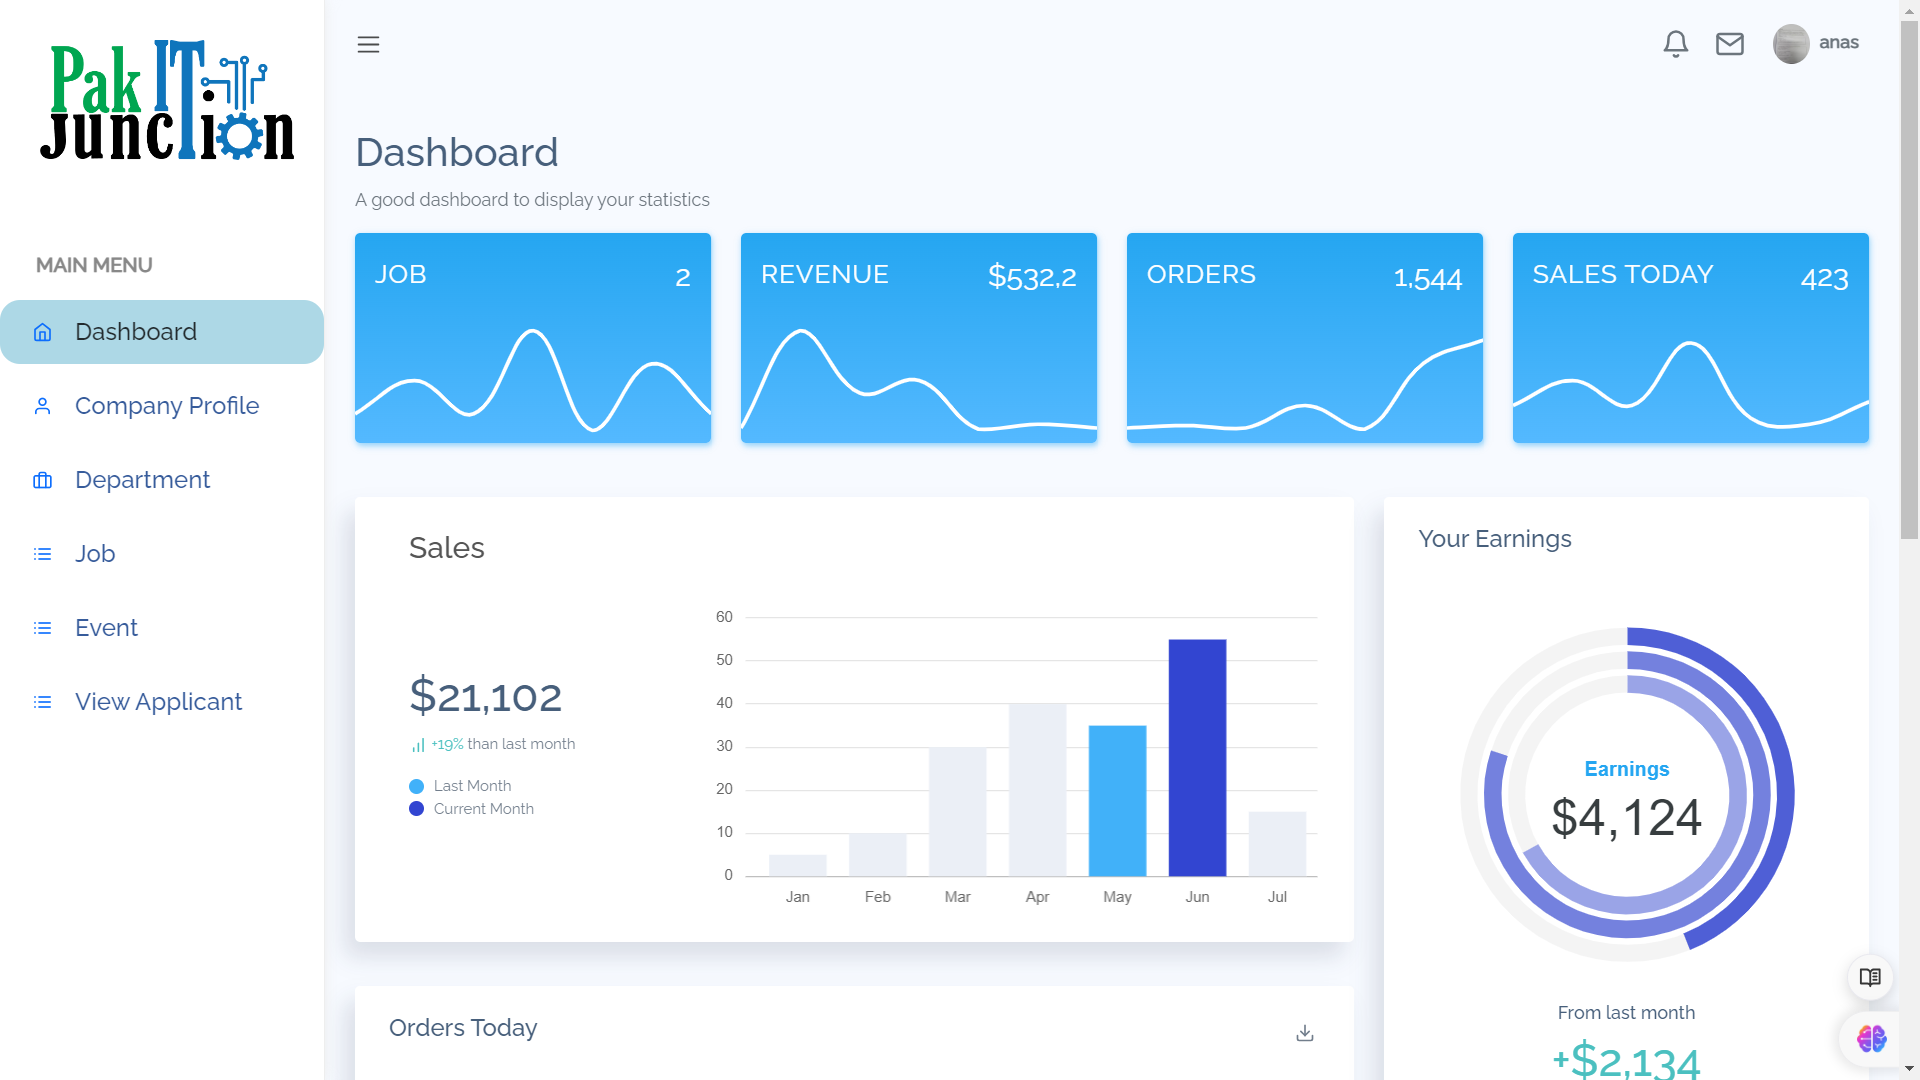 Pak IT
Junction
anas
Dashboard
A good dashboard to display your statistics
MAIN MENU
Dashboard
Company Profile
Department
Job
Event
View Applicant
JOB 2
REVENUE $532,2
ORDERS 1,544
SALES TODAY 423
Sales
$21,102
+19% than last month
Last Month
Current Month
60
50
40
30
20
10
0
Jan Feb Mar Apr May Jun Jul
Your Earnings
Earnings
$4,124
From last month
+$2,134
Orders Today